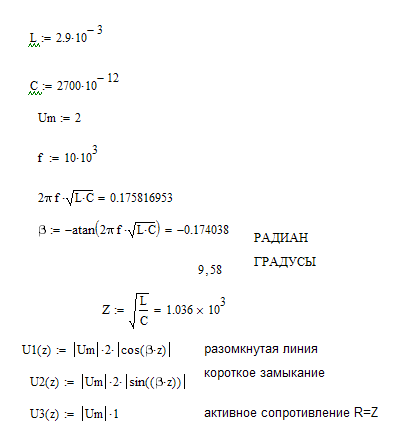 L := 2.9·10⁻³
C := 2700·10⁻¹²
Um := 2
f := 10·10³
2π f·√(L·C) = 0.175816953
β := −atan(2π f·√(L·C)) = −0.174038
РАДИАН
9,58 ГРАДУСЫ
Z := √(L/C) = 1.036 × 10³
U1(z) := |Um|·2·|cos(β·z)| разомкнутая линия
U2(z) := |Um|·2·|sin((β·z))| короткое замыкание
U3(z) := |Um|·1 активное сопротивление R=Z